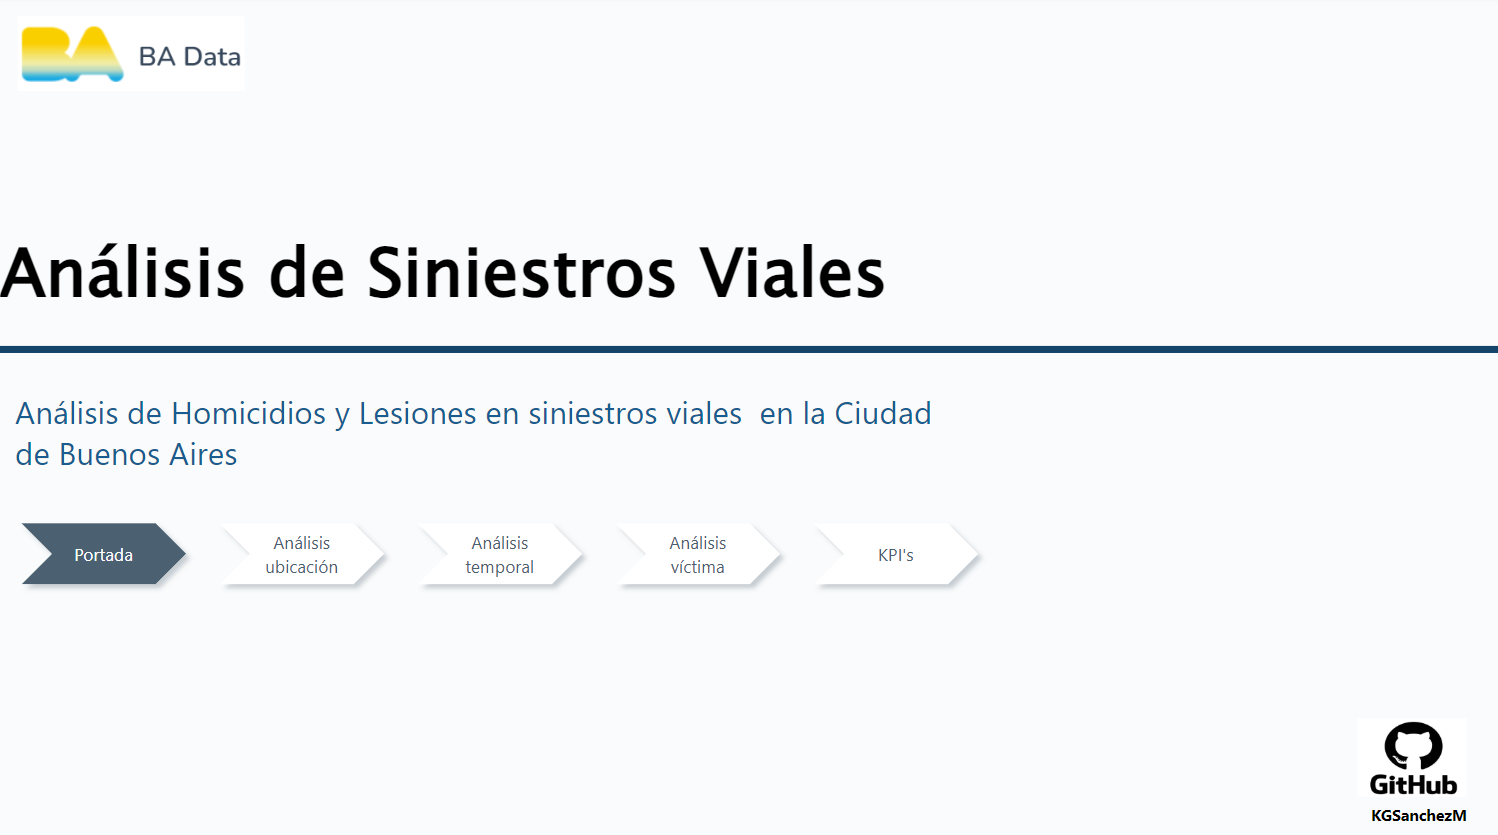 BA BA Data
Análisis de Siniestros Viales
Análisis de Homicidios y Lesiones en siniestros viales  en la Ciudad
de Buenos Aires
Portada
Análisis
ubicación
Análisis
temporal
Análisis
víctima
KPI's
GitHub
KGSanchezM